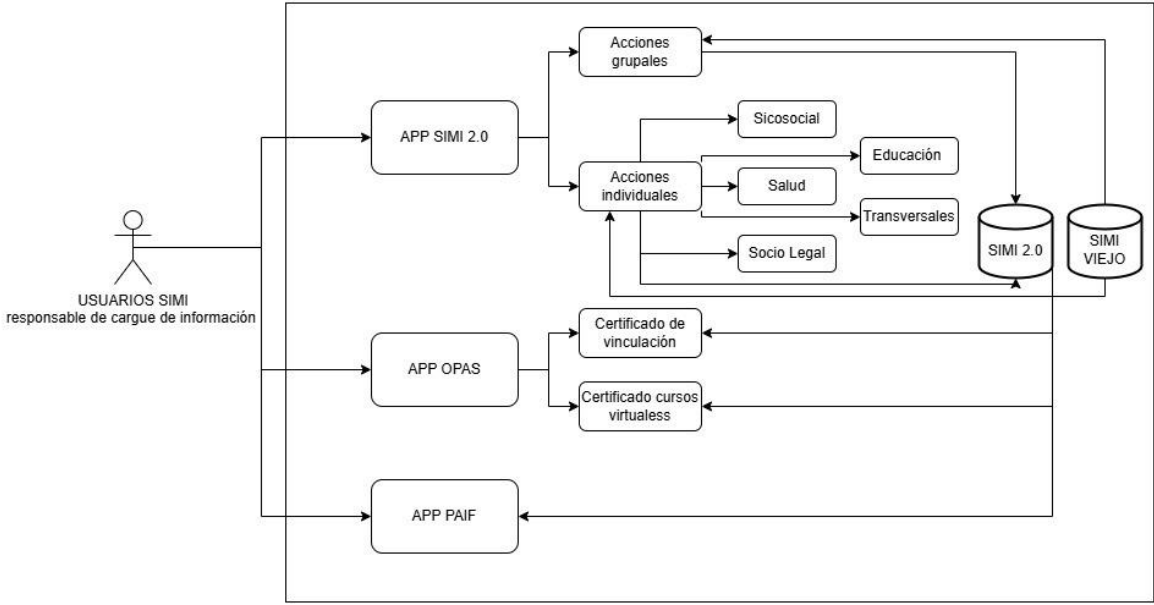 Acciones
grupales
APP SIMI 2.0
Sicosocial
Educación
Acciones
individuales
Salud
Transversales
SIMI 2.0
SIMI
VIEJO
Socio Legal
USUARIOS SIMI
responsable de cargue de información
Certificado de
vinculación
APP OPAS
Certificado cursos
virtualess
APP PAIF